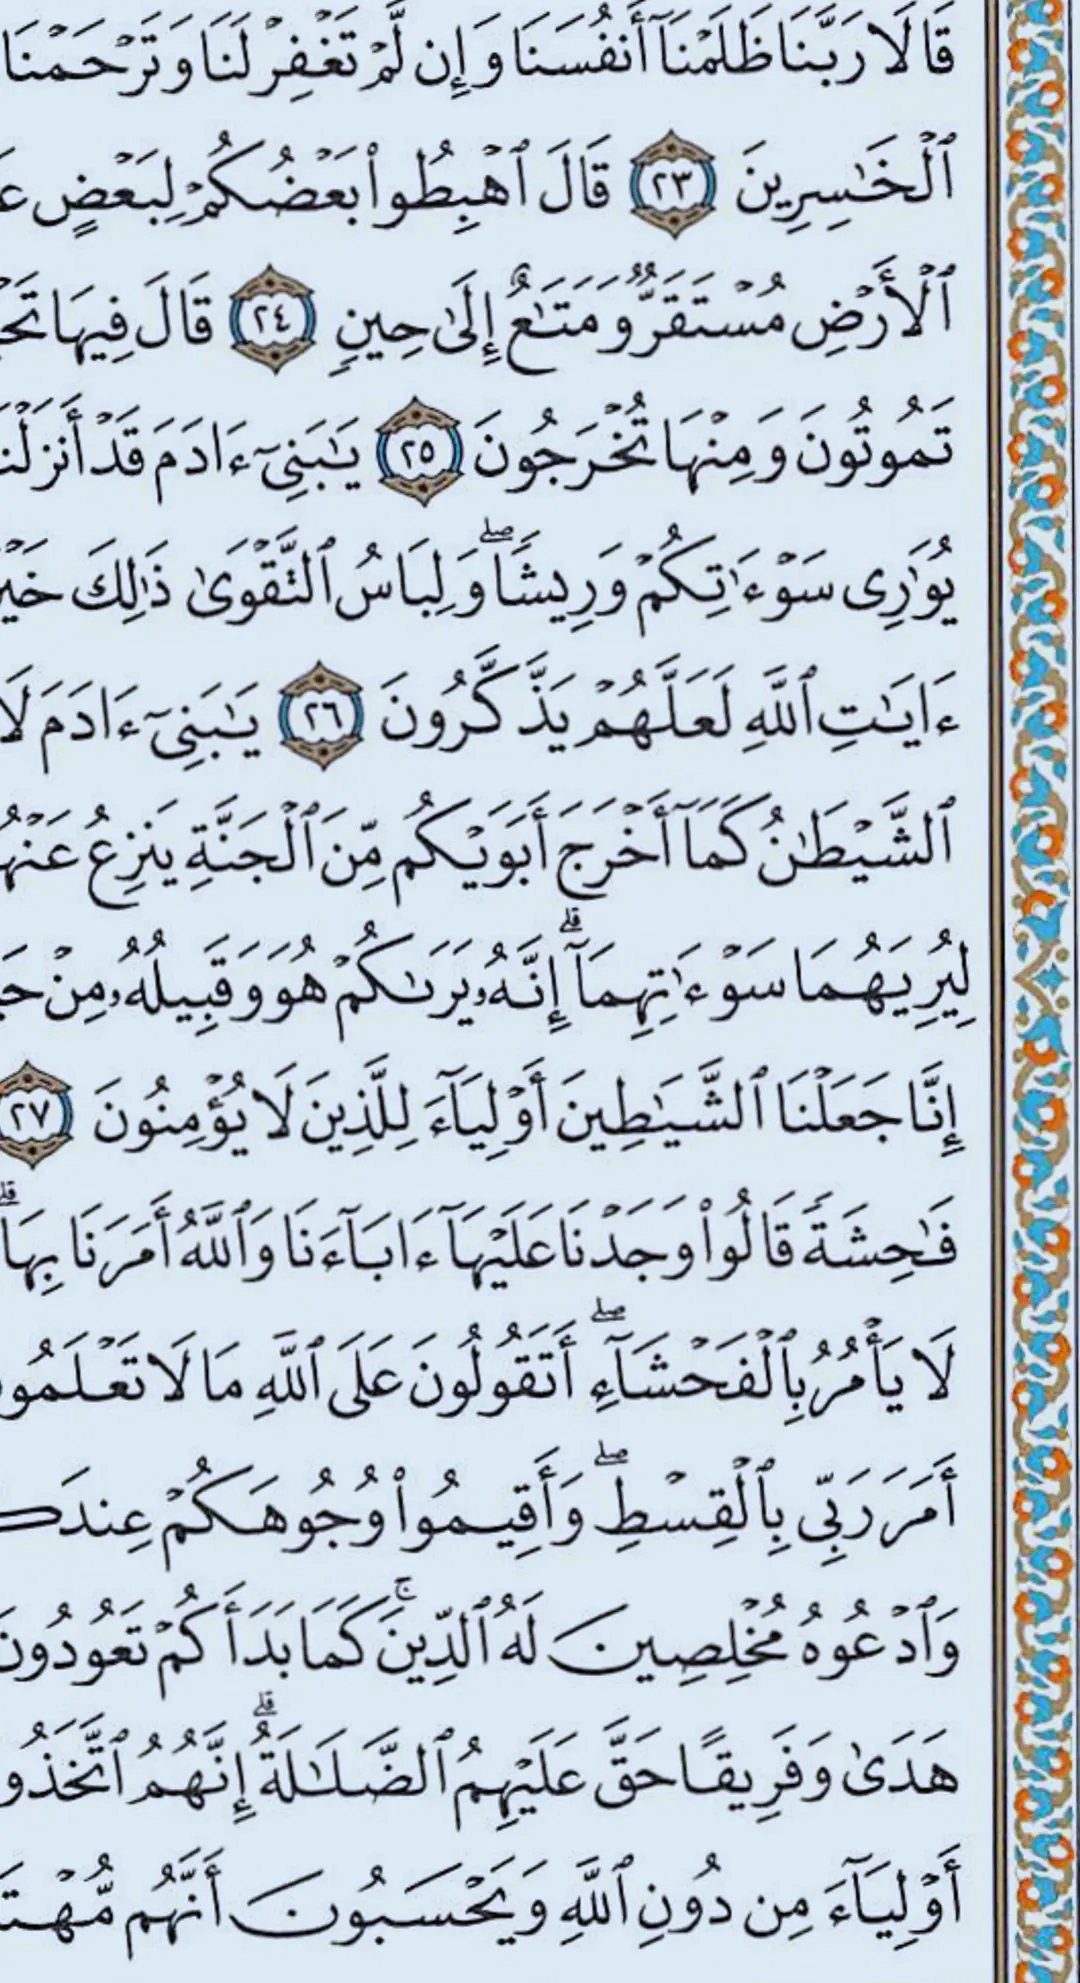 قَالَا رَبَّنَا ظَلَمْنَآ أَنفُسَنَا وَإِن لَّمْ تَغْفِرْ لَنَا وَتَرْحَمْنَا
ٱلْخَٰسِرِينَ ٢٣ قَالَ ٱهْبِطُوا۟ بَعْضُكُمْ لِبَعْضٍ
ٱلْأَرْضِ مُسْتَقَرٌّ وَمَتَٰعٌ إِلَىٰ حِينٍ ٢٤ قَالَ فِيهَا
تَمُوتُونَ وَمِنْهَا تُخْرَجُونَ ٢٥ يَٰبَنِىٓ ءَادَمَ قَدْ
يُوَٰرِى سَوْءَٰتِكُمْ وَرِيشًا ۖ وَلِبَاسُ ٱلتَّقْوَىٰ ذَٰلِكَ
ءَايَٰتِ ٱللَّهِ لَعَلَّهُمْ يَذَّكَّرُونَ ٢٦ يَٰبَنِىٓ ءَادَمَ لَا
ٱلشَّيْطَٰنُ كَمَآ أَخْرَجَ أَبَوَيْكُم مِّنَ ٱلْجَنَّةِ يَنزِعُ
لِيُرِيَهُمَا سَوْءَٰتِهِمَآ ۗ إِنَّهُۥ يَرَىٰكُمْ هُوَ وَقَبِيلُهُۥ مِنْ
إِنَّا جَعَلْنَا ٱلشَّيَٰطِينَ أَوْلِيَآءَ لِلَّذِينَ لَا يُؤْمِنُونَ ٢٧
فَٰحِشَةً قَالُوا۟ وَجَدْنَا عَلَيْهَآ ءَابَآءَنَا وَٱللَّهُ أَمَرَنَا بِهَا ۗ
لَا يَأْمُرُ بِٱلْفَحْشَآءِ ۖ أَتَقُولُونَ عَلَى ٱللَّهِ مَا لَا
أَمَرَ رَبِّى بِٱلْقِسْطِ ۖ وَأَقِيمُوا۟ وُجُوهَكُمْ عِندَ
وَٱدْعُوهُ مُخْلِصِينَ لَهُ ٱلدِّينَ ۚ كَمَا بَدَأَكُمْ تَعُودُونَ
هَدَىٰ وَفَرِيقًا حَقَّ عَلَيْهِمُ ٱلضَّلَٰلَةُ ۗ إِنَّهُمُ
أَوْلِيَآءَ مِن دُونِ ٱللَّهِ وَيَحْسَبُونَ أَنَّهُم